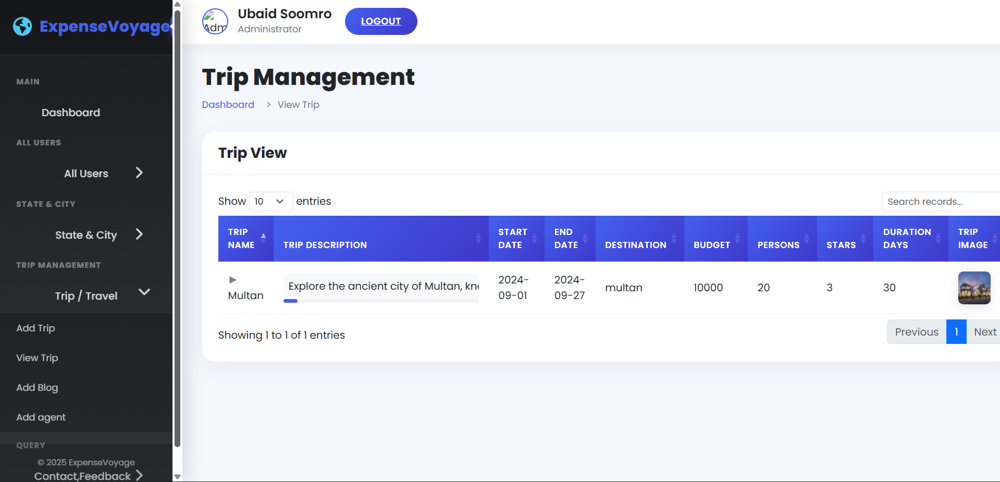 ExpenseVoyage
MAIN
Dashboard
ALL USERS
All Users
STATE & CITY
State & City
TRIP MANAGEMENT
Trip / Travel
Add Trip
View Trip
Add Blog
Add agent
QUERY
© 2025 ExpenseVoyage
Contact,Feedback
Adm
Ubaid Soomro
Administrator
LOGOUT
Trip Management
Dashboard > View Trip
Trip View
Show 10 entries
Search records...
TRIP NAME TRIP DESCRIPTION START DATE END DATE DESTINATION BUDGET PERSONS STARS DURATION DAYS TRIP IMAGE
Multan Explore the ancient city of Multan, 2024-09-01 2024-09-27 multan 10000 20 3 30
Showing 1 to 1 of 1 entries
Previous 1 Next